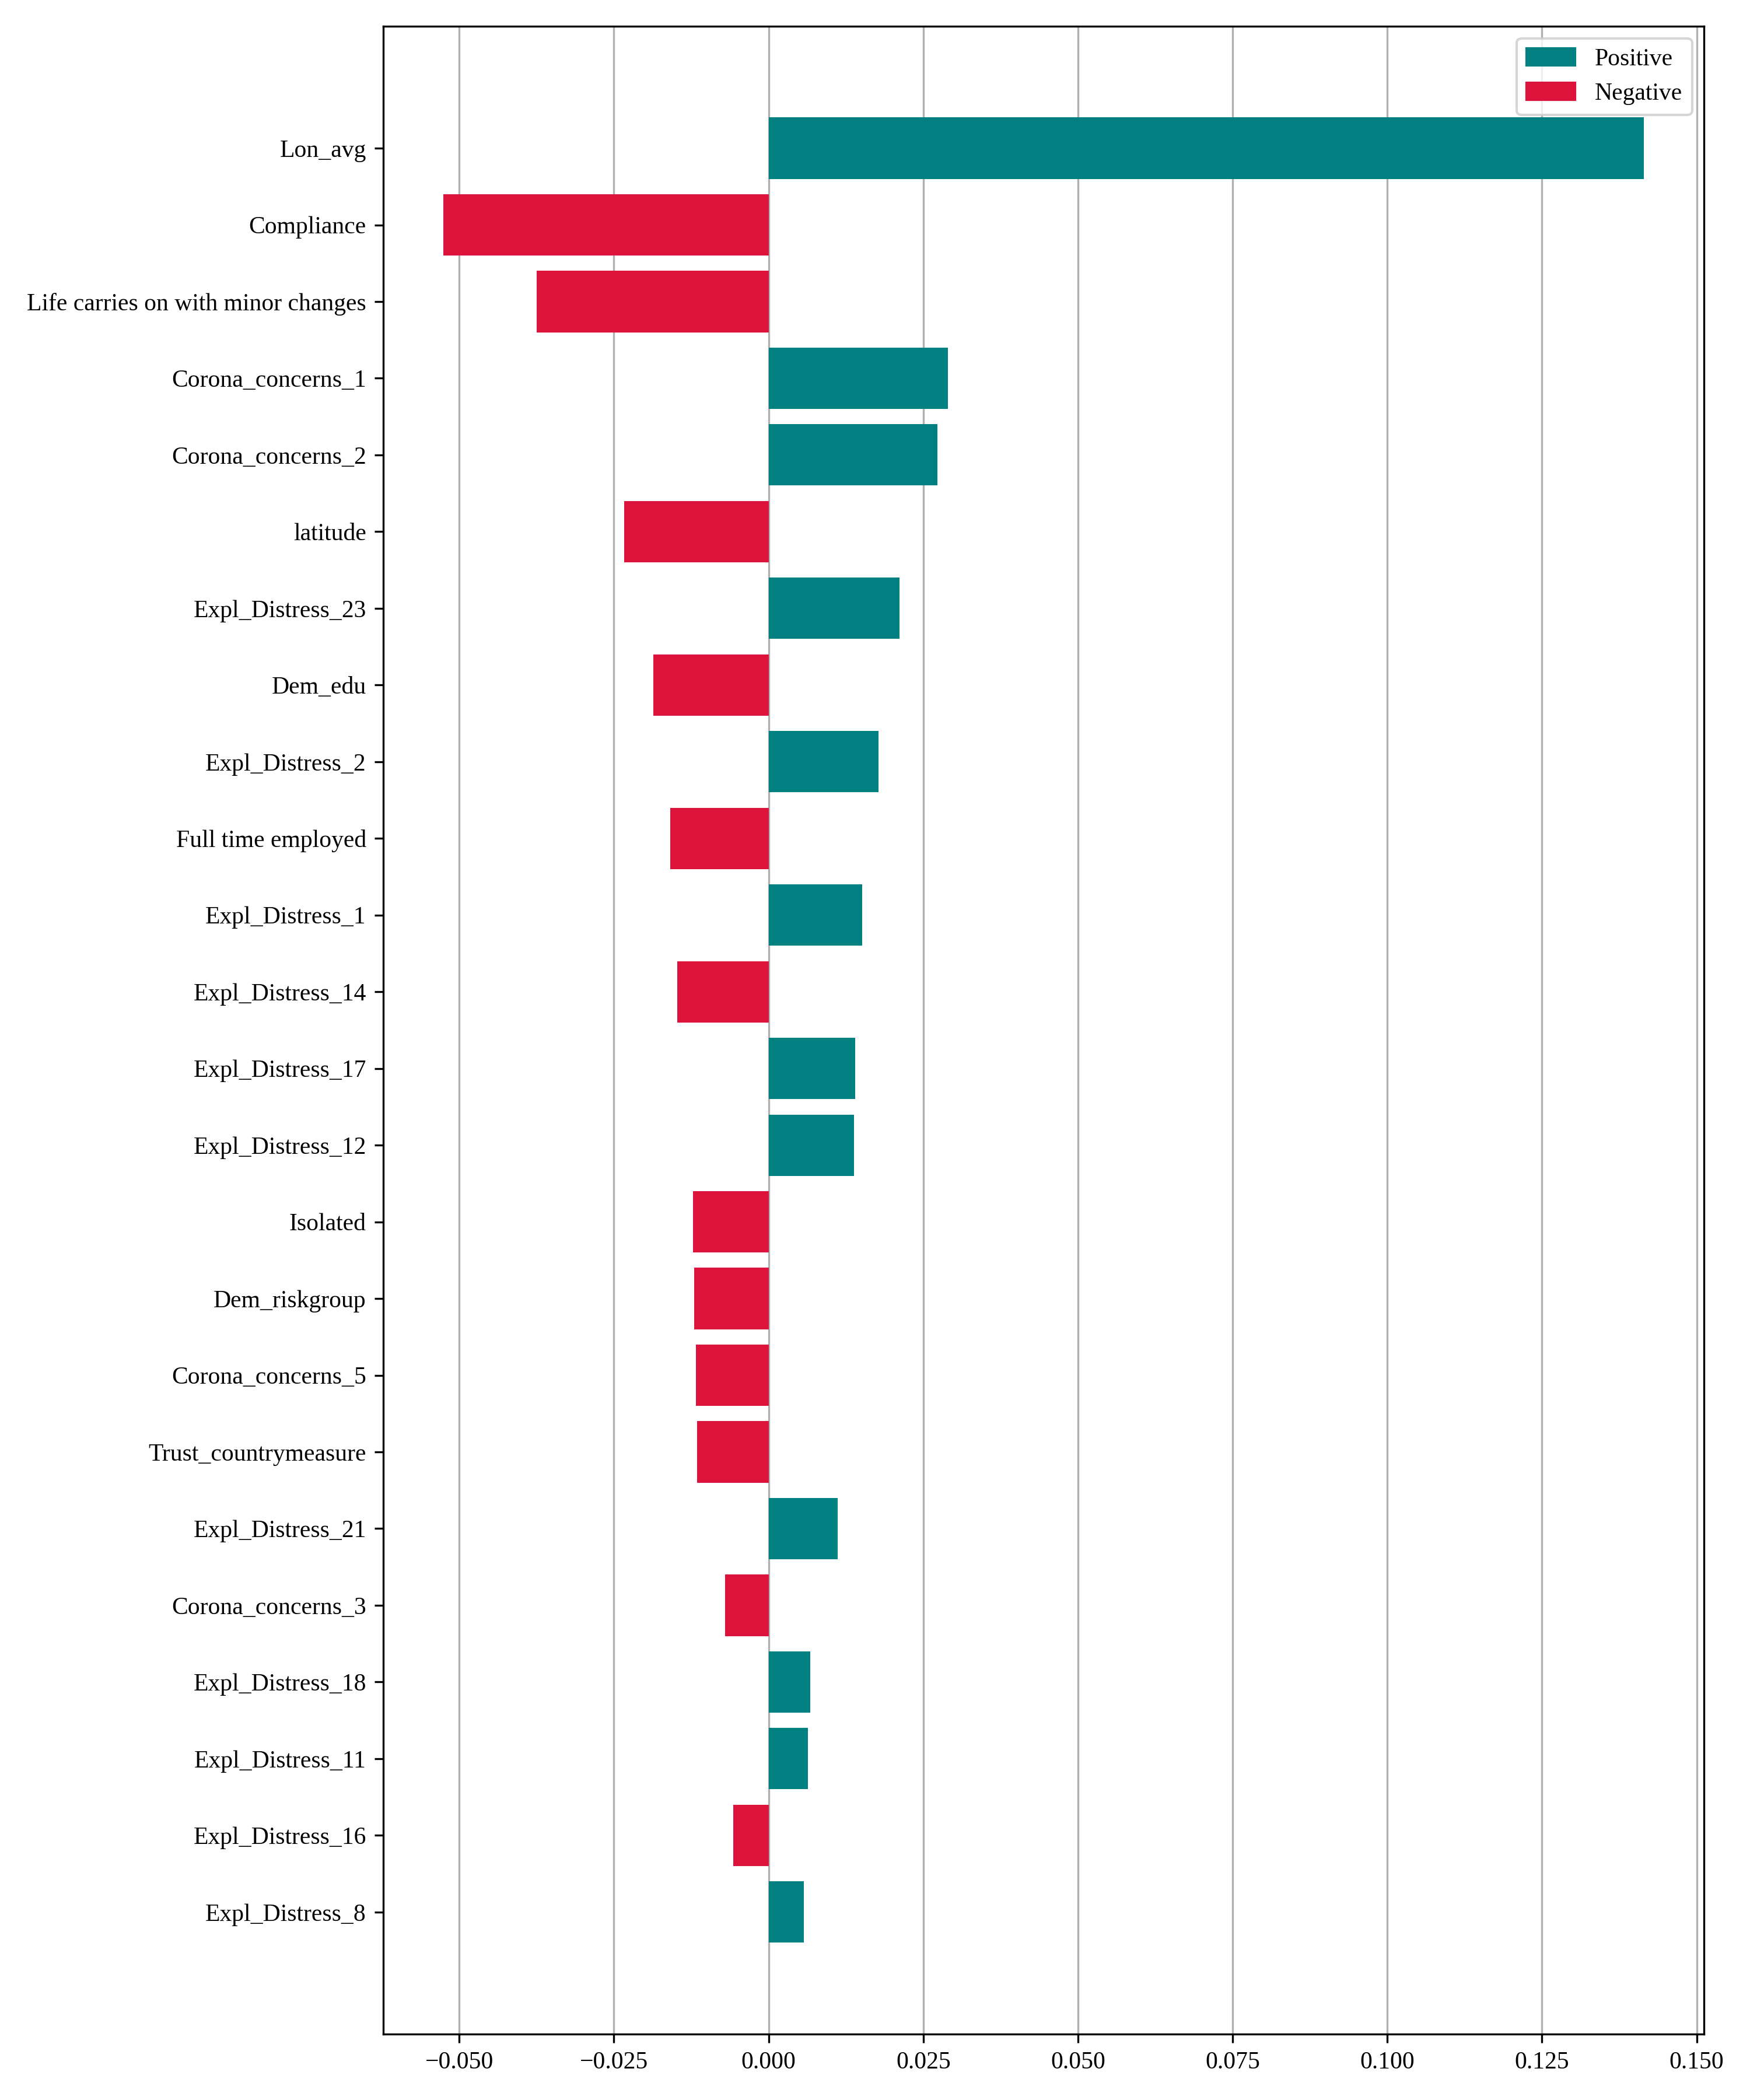 Positive
Negative
Lon_avg
Compliance
Life carries on with minor changes
Corona_concerns_1
Corona_concerns_2
latitude
Expl_Distress_23
Dem_edu
Expl_Distress_2
Full time employed
Expl_Distress_1
Expl_Distress_14
Expl_Distress_17
Expl_Distress_12
Isolated
Dem_riskgroup
Corona_concerns_5
Trust_countrymeasure
Expl_Distress_21
Corona_concerns_3
Expl_Distress_18
Expl_Distress_11
Expl_Distress_16
Expl_Distress_8
−0.050 −0.025 0.000 0.025 0.050 0.075 0.100 0.125 0.150